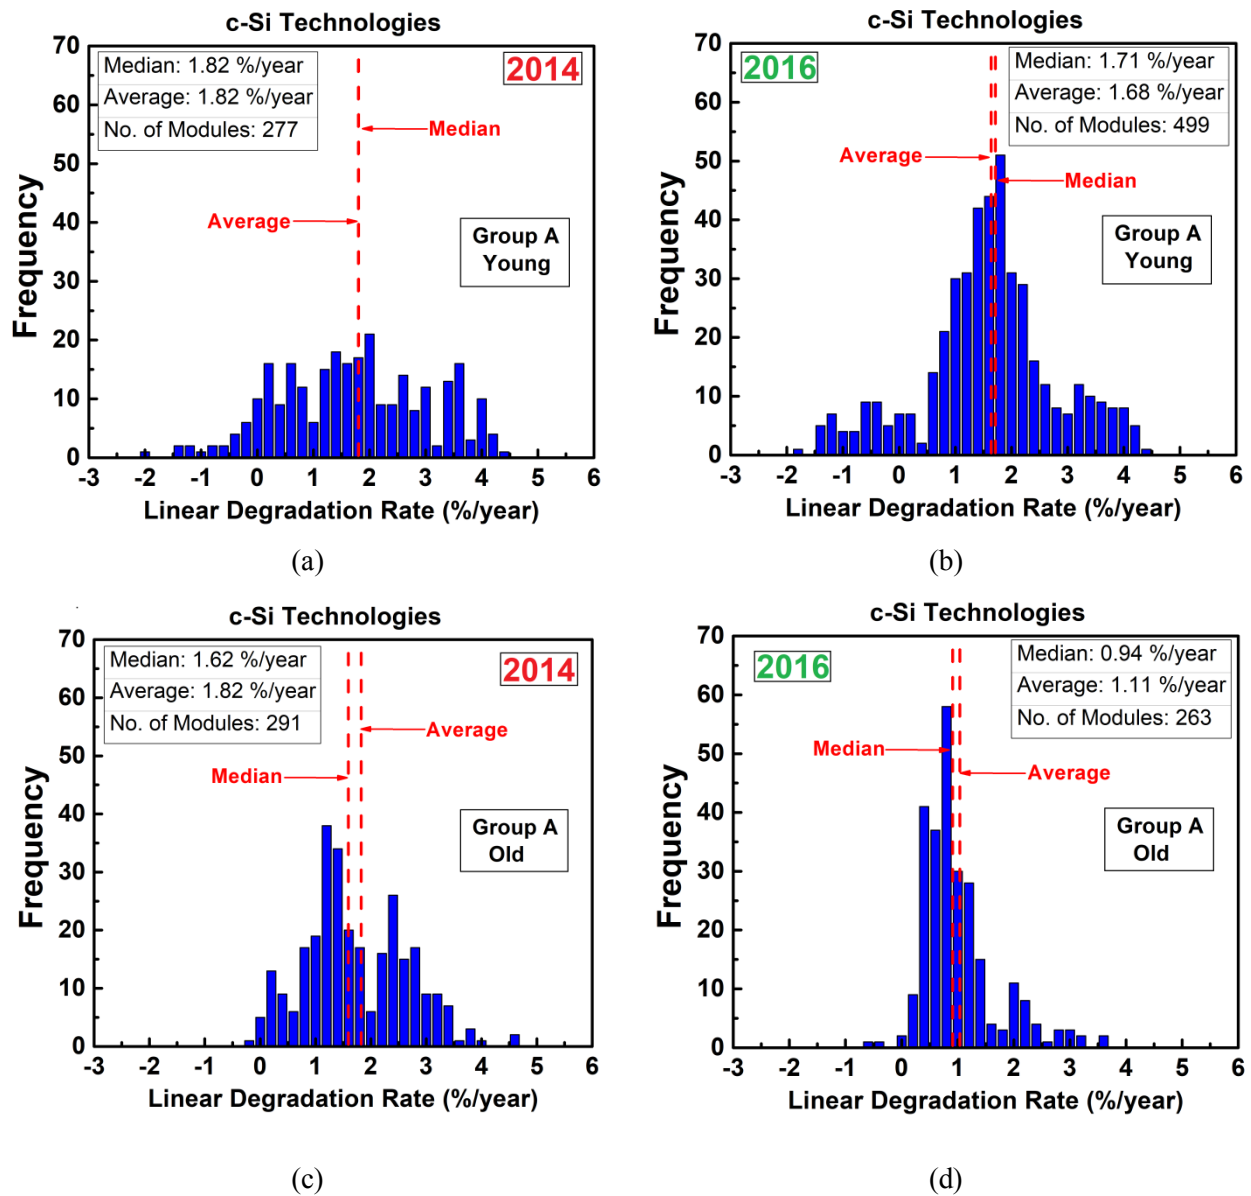 c-Si Technologies
70
60
50
40
30
20
10
0
Frequency
Median: 1.82 %/year
Average: 1.82 %/year
No. of Modules: 277
2014
Median
Average
Group A
Young
-3 -2 -1 0 1 2 3 4 5 6
Linear Degradation Rate (%/year)
(a)
c-Si Technologies
70
60
50
40
30
20
10
0
Frequency
2016
Median: 1.71 %/year
Average: 1.68 %/year
No. of Modules: 499
Average
Median
Group A
Young
-3 -2 -1 0 1 2 3 4 5 6
Linear Degradation Rate (%/year)
(b)
c-Si Technologies
70
60
50
40
30
20
10
0
Frequency
Median: 1.62 %/year
Average: 1.82 %/year
No. of Modules: 291
2014
Average
Median
Group A
Old
-3 -2 -1 0 1 2 3 4 5 6
Linear Degradation Rate (%/year)
(c)
c-Si Technologies
70
60
50
40
30
20
10
0
Frequency
2016
Median: 0.94 %/year
Average: 1.11 %/year
No. of Modules: 263
Median
Average
Group A
Old
-3 -2 -1 0 1 2 3 4 5 6
Linear Degradation Rate (%/year)
(d)